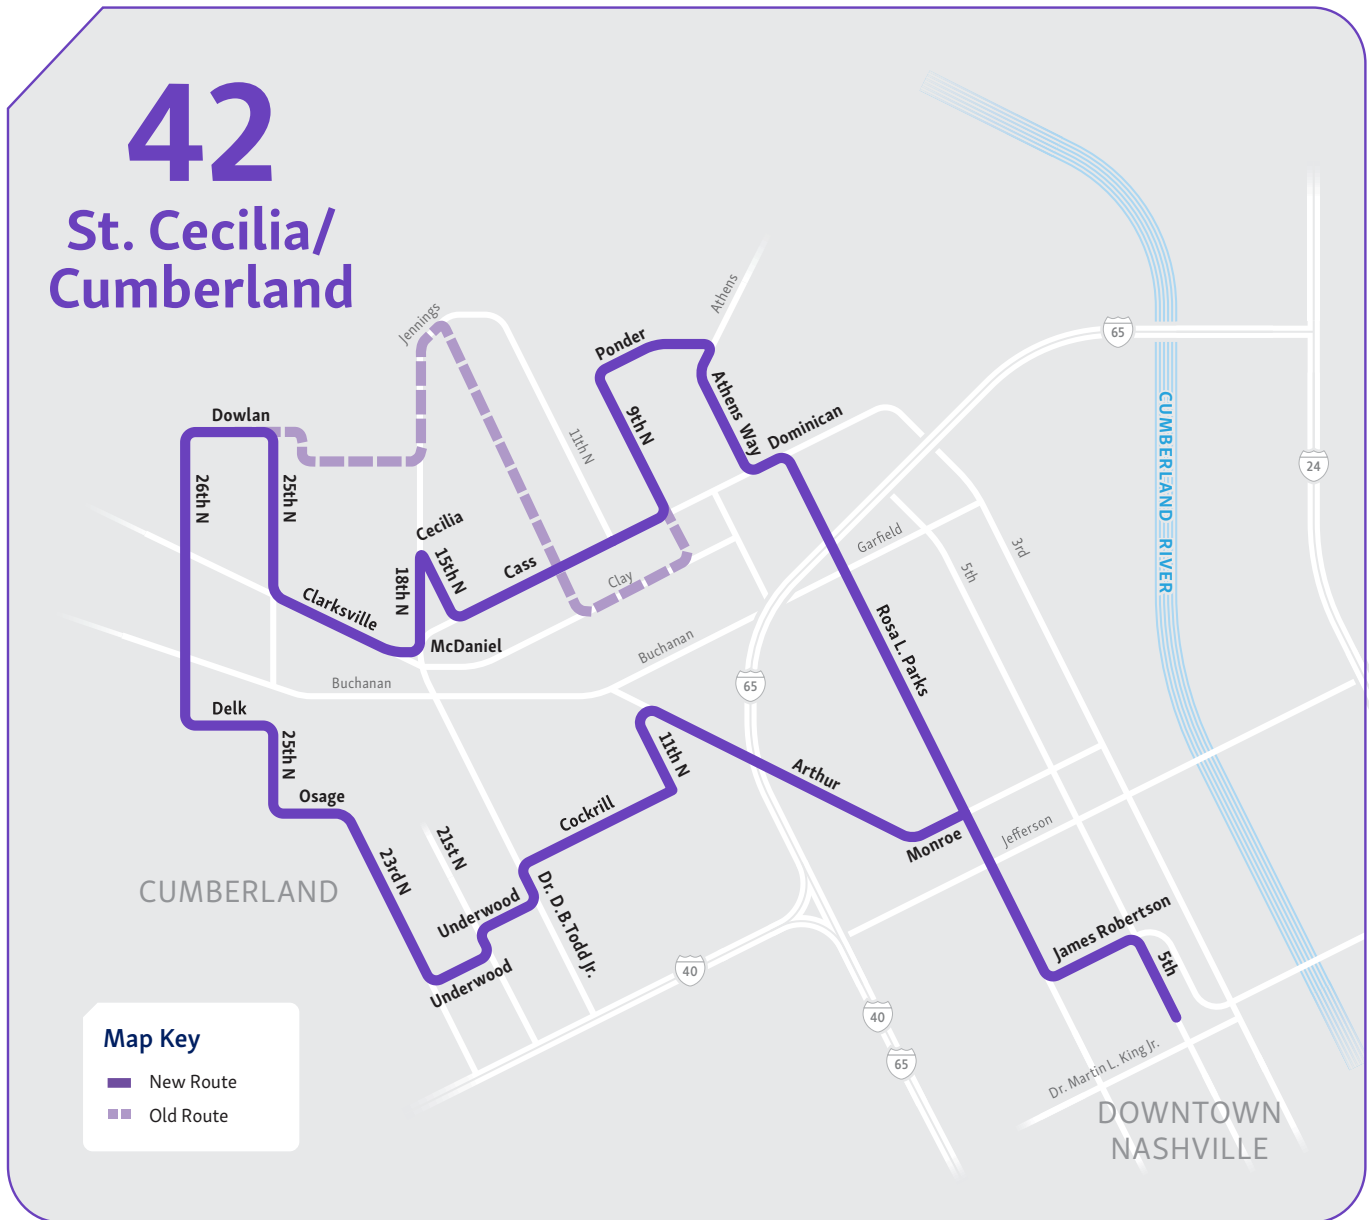 42
St. Cecilia/
Cumberland
Jennings
Athens
Ponder
65
Athens Way
Dowlan
9th N
Dominican
11th N
CUMBERLAND RIVER
24
26th N
25th N
Cecilia
15th N
Cass
Garfield
3rd
5th
18th N
Clay
Clarksville
McDaniel
Buchanan
Rosa L. Parks
Buchanan
65
Delk
25th N
11th N
Arthur
Osage
Cockrill
Monroe
Jefferson
21st N
23rd N
CUMBERLAND
Underwood
Dr. D.B.Todd Jr.
James Robertson
5th
Underwood
40
40
65
Dr. Martin L. King Jr.
DOWNTOWN
NASHVILLE
Map Key
New Route
Old Route